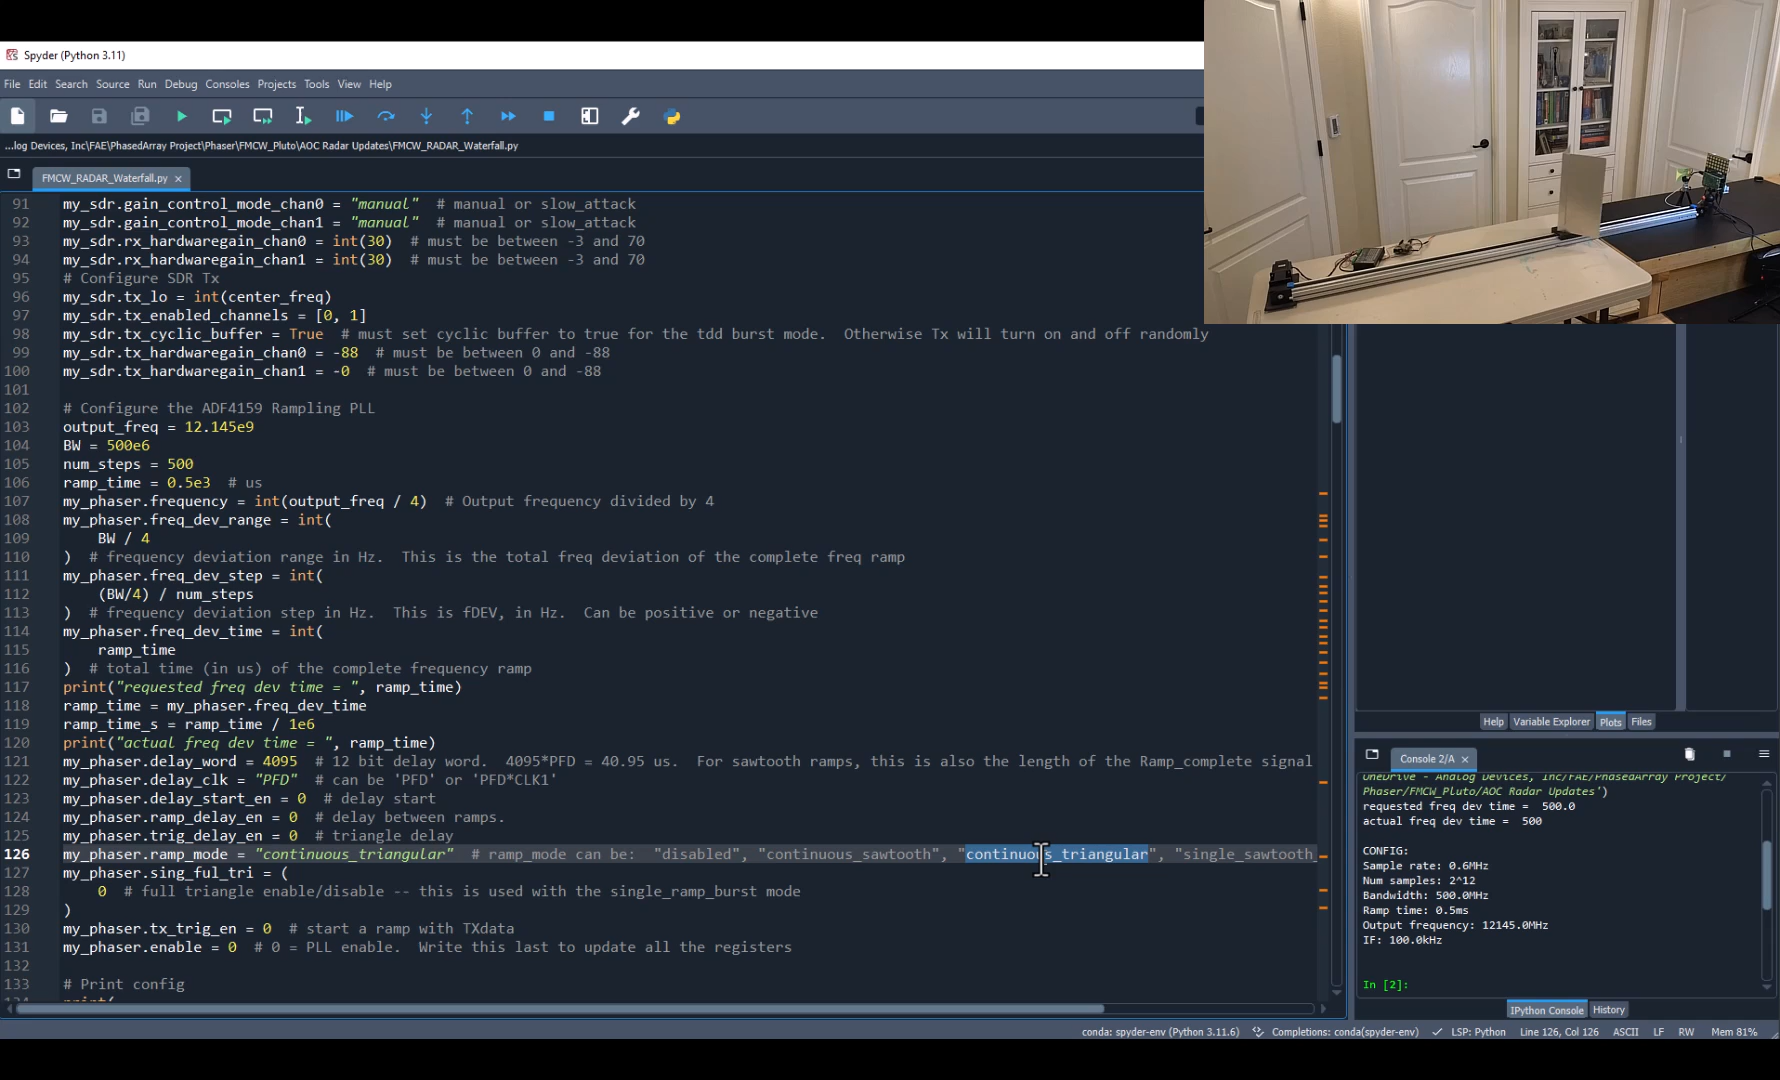 Spyder (Python 3.11)
File Edit Search Source Run Debug Consoles Projects Tools View Help
...log Devices, Inc\FAE\PhasedArray Project\Phaser\FMCW_Pluto\AOC Radar Updates\FMCW_RADAR_Waterfall.py
FMCW_RADAR_Waterfall.py
91 my_sdr.gain_control_mode_chan0 = "manual" # manual or slow_attack
92 my_sdr.gain_control_mode_chan1 = "manual" # manual or slow_attack
93 my_sdr.rx_hardwaregain_chan0 = int(30) # must be between -3 and 70
94 my_sdr.rx_hardwaregain_chan1 = int(30) # must be between -3 and 70
95 # Configure SDR Tx
96 my_sdr.tx_lo = int(center_freq)
97 my_sdr.tx_enabled_channels = [0, 1]
98 my_sdr.tx_cyclic_buffer = True # must set cyclic buffer to true for the tdd burst mode. Otherwise Tx will turn on and off randomly
99 my_sdr.tx_hardwaregain_chan0 = -88 # must be between 0 and -88
100 my_sdr.tx_hardwaregain_chan1 = -0 # must be between 0 and -88
101
102 # Configure the ADF4159 Rampling PLL
103 output_freq = 12.145e9
104 BW = 500e6
105 num_steps = 500
106 ramp_time = 0.5e3 # us
107 my_phaser.frequency = int(output_freq / 4) # Output frequency divided by 4
108 my_phaser.freq_dev_range = int(
109 BW / 4
110 ) # frequency deviation range in Hz. This is the total freq deviation of the complete freq ramp
111 my_phaser.freq_dev_step = int(
112 (BW/4) / num_steps
113 ) # frequency deviation step in Hz. This is fDEV, in Hz. Can be positive or negative
114 my_phaser.freq_dev_time = int(
115 ramp_time
116 ) # total time (in us) of the complete frequency ramp
117 print("requested freq dev time = ", ramp_time)
118 ramp_time = my_phaser.freq_dev_time
119 ramp_time_s = ramp_time / 1e6
120 print("actual freq dev time = ", ramp_time)
121 my_phaser.delay_word = 4095 # 12 bit delay word. 4095*PFD = 40.95 us. For sawtooth ramps, this is also the length of the Ramp_complete signal
122 my_phaser.delay_clk = "PFD" # can be 'PFD' or 'PFD*CLK1'
123 my_phaser.delay_start_en = 0 # delay start
124 my_phaser.ramp_delay_en = 0 # delay between ramps.
125 my_phaser.trig_delay_en = 0 # triangle delay
126 my_phaser.ramp_mode = "continuous_triangular" # ramp_mode can be: "disabled", "continuous_sawtooth", "continuous_triangular", "single_sawtooth_
127 my_phaser.sing_ful_tri = (
128 0 # full triangle enable/disable -- this is used with the single_ramp_burst mode
129 )
130 my_phaser.tx_trig_en = 0 # start a ramp with TXdata
131 my_phaser.enable = 0 # 0 = PLL enable. Write this last to update all the registers
132
133 # Print config
Help Variable Explorer Plots Files
Console 2/A
OneDrive - Analog Devices, Inc/FAE/PhasedArray Project/
Phaser/FMCW_Pluto/AOC Radar Updates')
requested freq dev time = 500.0
actual freq dev time = 500
CONFIG:
Sample rate: 0.6MHz
Num samples: 2^12
Bandwidth: 500.0MHz
Ramp time: 0.5ms
Output frequency: 12145.0MHz
IF: 100.0kHz
In [2]:
IPython Console History
conda: spyder-env (Python 3.11.6) Completions: conda(spyder-env) LSP: Python Line 126, Col 126 ASCII LF RW Mem 81%